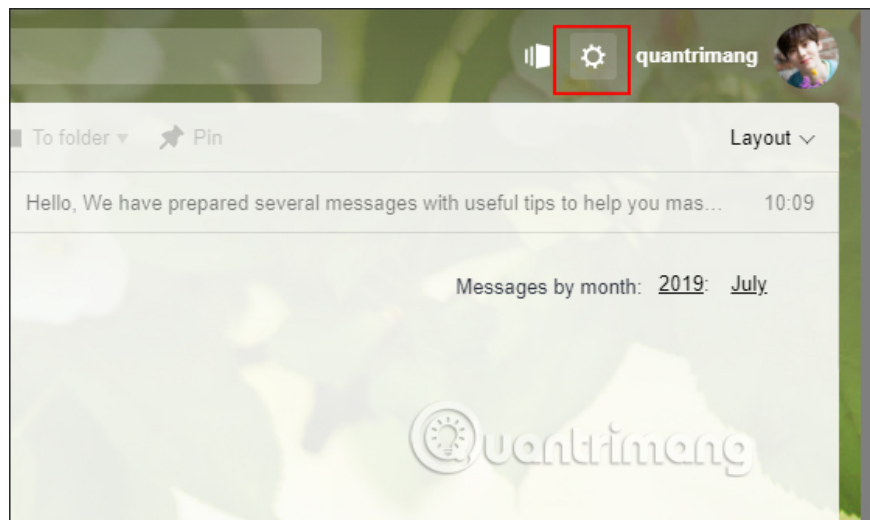 quantrimang
To folder Pin Layout
Hello, We have prepared several messages with useful tips to help you mas... 10:09
Messages by month: 2019: July
Quantrimang